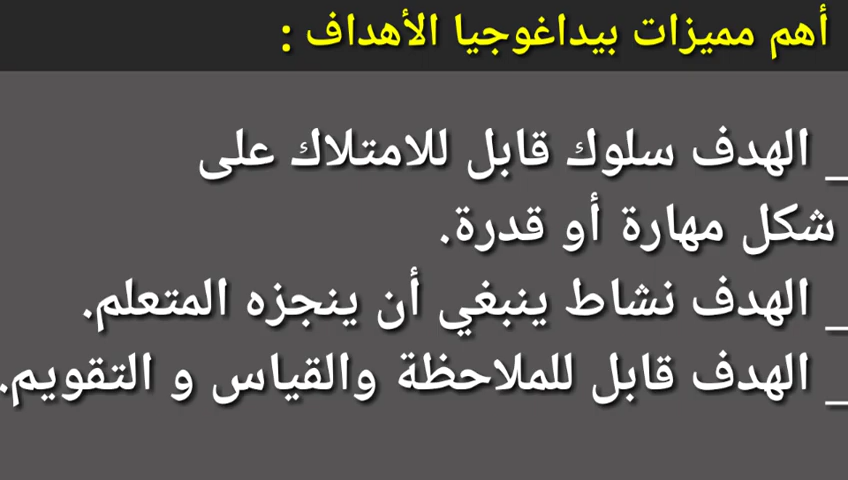 أهم مميزات بيداغوجيا الأهداف :
_ الهدف سلوك قابل للامتلاك على
شكل مهارة أو قدرة.
_ الهدف نشاط ينبغي أن ينجزه المتعلم.
_ الهدف قابل للملاحظة والقياس و التقويم.